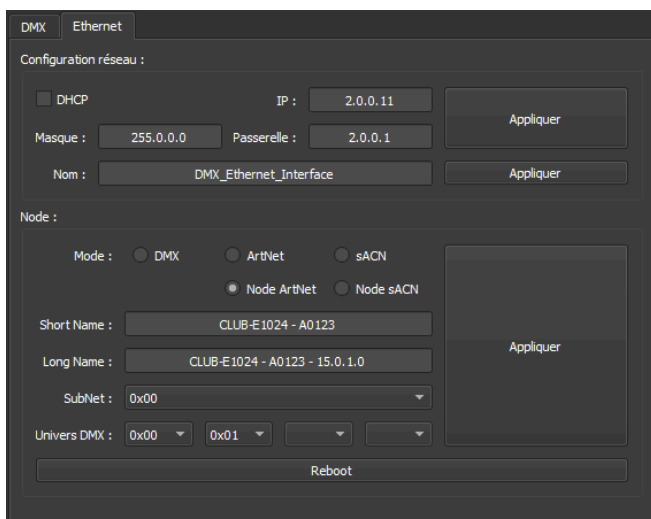 DMX Ethernet
Configuration réseau :
DHCP IP : 2.0.0.11
Appliquer
Masque : 255.0.0.0 Passerelle : 2.0.0.1
Nom : DMX_Ethernet_Interface Appliquer
Node :
Mode : DMX ArtNet sACN
Node ArtNet Node sACN
Short Name : CLUB-E1024 - A0123
Appliquer
Long Name : CLUB-E1024 - A0123 - 15.0.1.0
SubNet : 0x00
Univers DMX : 0x00 0x01
Reboot